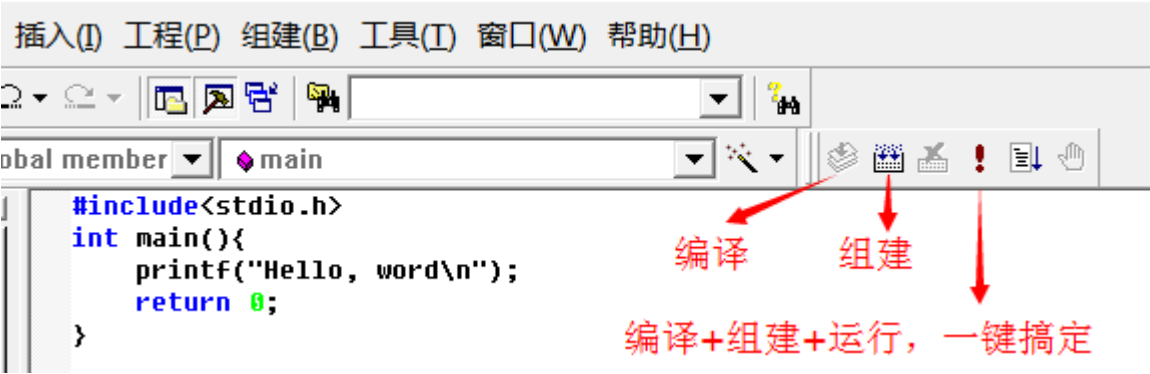 插入(I) 工程(P) 组建(B) 工具(T) 窗口(W) 帮助(H)
obal member main
#include<stdio.h>
int main(){
printf("Hello, word\n");
return 0;
}
编译 组建
编译+组建+运行，一键搞定